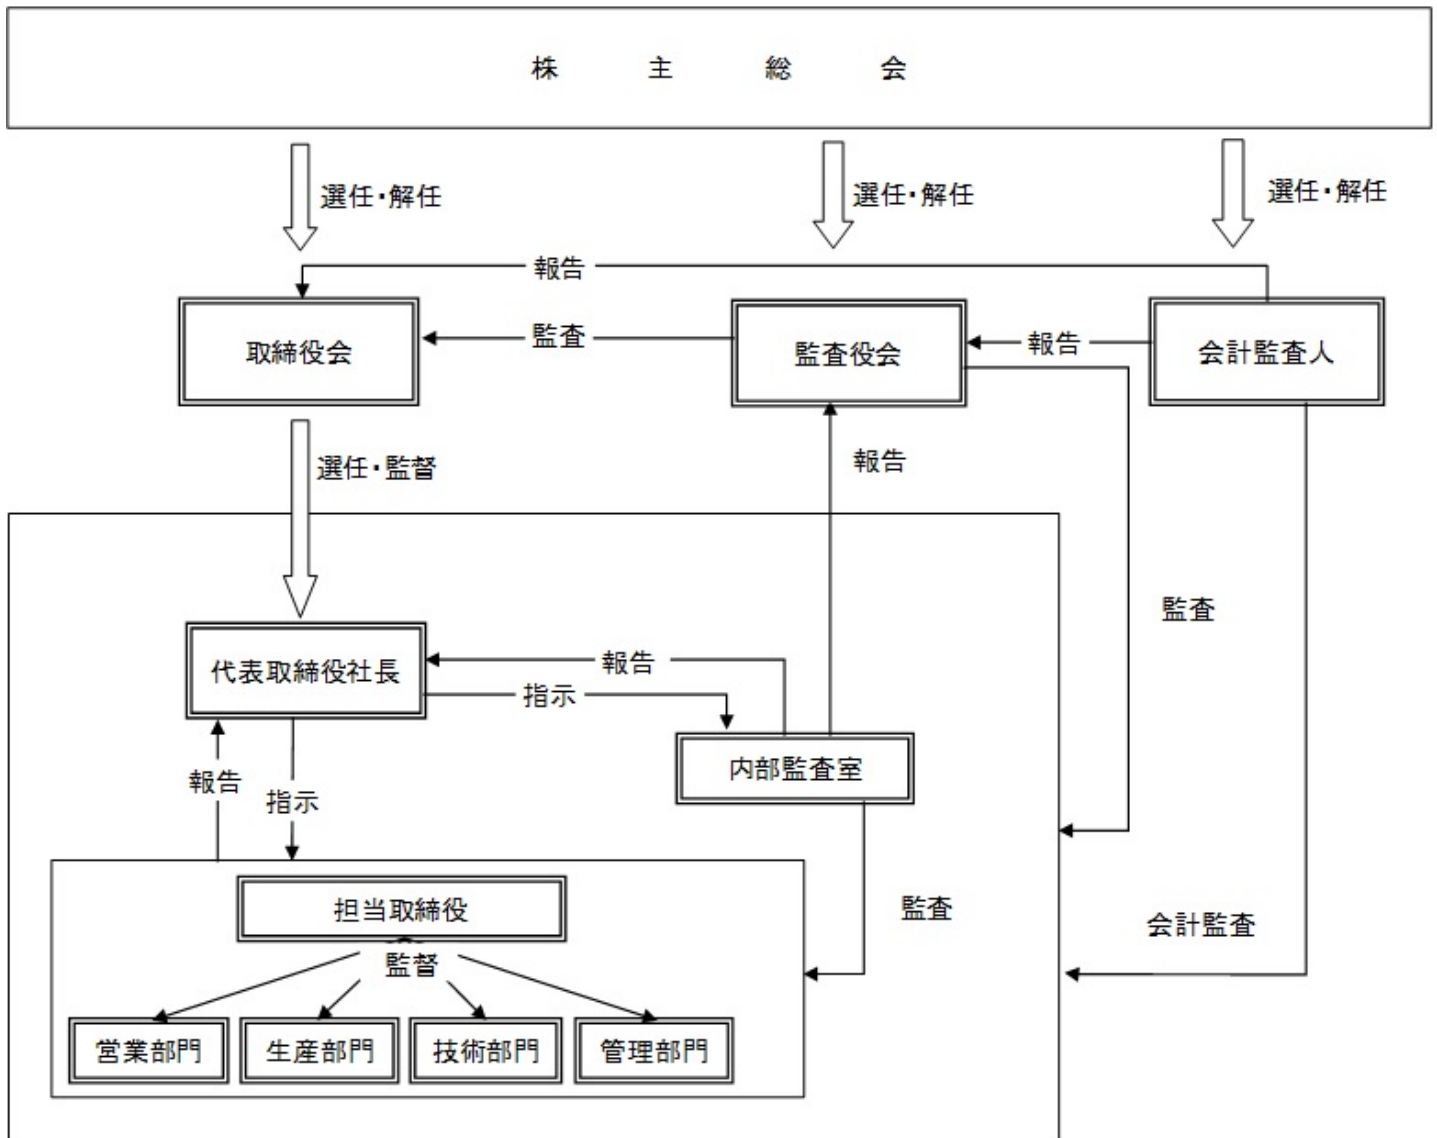 株主総会
選任・解任
選任・解任
選任・解任
報告
取締役会
監査
監査役会
報告
会計監査人
選任・監督
報告
監査
代表取締役社長
報告
指示
内部監査室
報告
指示
担当取締役
監査
会計監査
監督
営業部門
生産部門
技術部門
管理部門